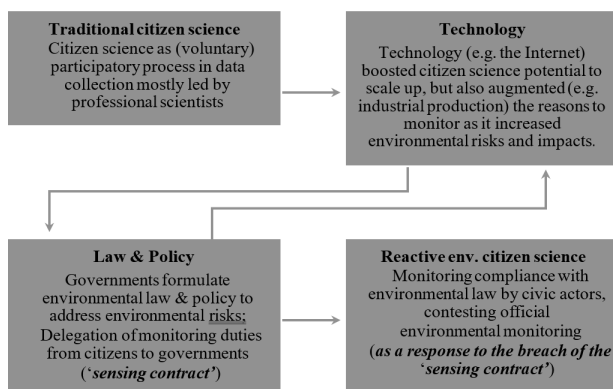 Traditional citizen science
Citizen science as (voluntary)
participatory process in data
collection mostly led by
professional scientists
Technology
Technology (e.g. the Internet)
boosted citizen science potential to
scale up, but also augmented (e.g.
industrial production) the reasons to
monitor as it increased
environmental risks and impacts.
Law & Policy
Governments formulate
environmental law & policy to
address environmental risks;
Delegation of monitoring duties
from citizens to governments
(‘sensing contract’)
Reactive env. citizen science
Monitoring compliance with
environmental law by civic actors,
contesting official
environmental monitoring
(as a response to the breach of the
‘sensing contract’)